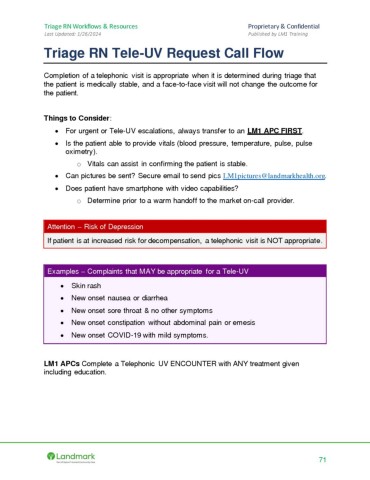 Triage RN Workflows & Resources Proprietary & Confidential
Last Updated: 1/26/2024 Published by LM1 Training
Triage RN Tele-UV Request Call Flow
Completion of a telephonic visit is appropriate when it is determined during triage that
the patient is medically stable, and a face-to-face visit will not change the outcome for
the patient.
Things to Consider:
• For urgent or Tele-UV escalations, always transfer to an LM1 APC FIRST.
• Is the patient able to provide vitals (blood pressure, temperature, pulse, pulse
oximetry).
o Vitals can assist in confirming the patient is stable.
• Can pictures be sent? Secure email to send pics LM1pictures@landmarkhealth.org.
• Does patient have smartphone with video capabilities?
o Determine prior to a warm handoff to the market on-call provider.
Attention – Risk of Depression
If patient is at increased risk for decompensation, a telephonic visit is NOT appropriate.
Examples – Complaints that MAY be appropriate for a Tele-UV
• Skin rash
• New onset nausea or diarrhea
• New onset sore throat & no other symptoms
• New onset constipation without abdominal pain or emesis
• New onset COVID-19 with mild symptoms.
LM1 APCs Complete a Telephonic UV ENCOUNTER with ANY treatment given
including education.
Landmark
71